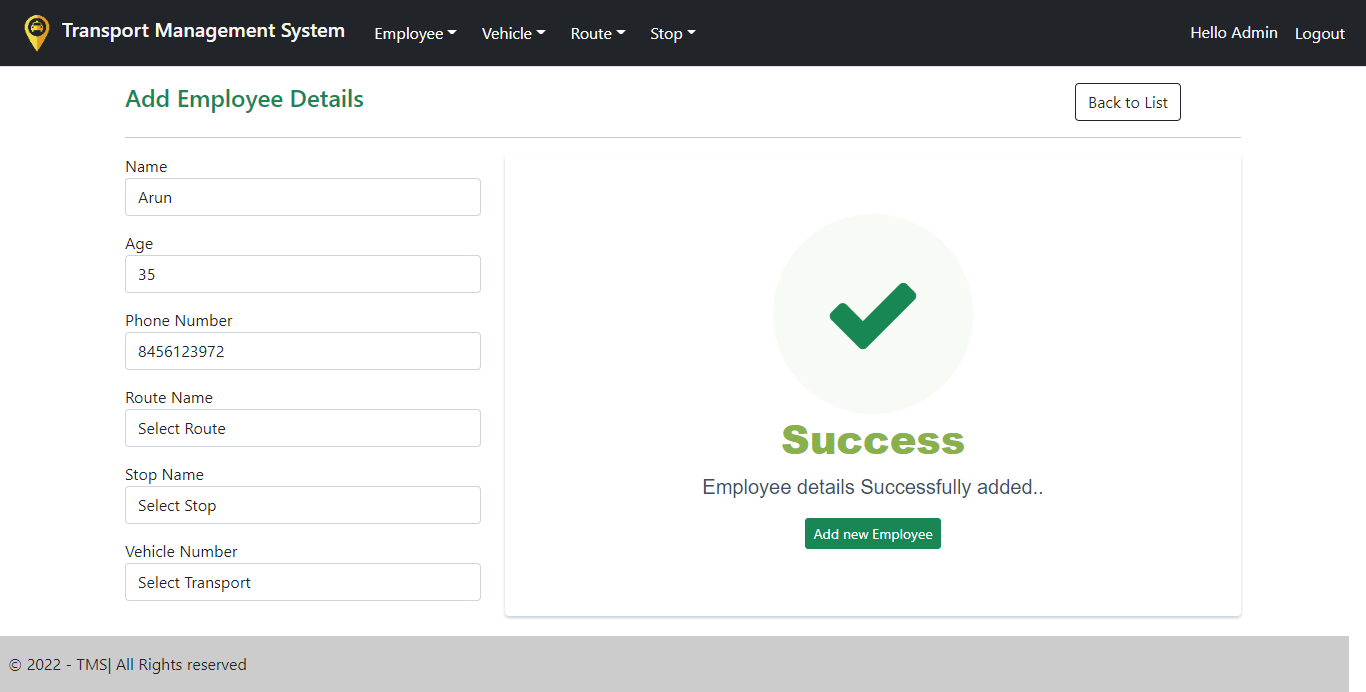 Transport Management System Employee Vehicle Route Stop Hello Admin Logout
Add Employee Details
Back to List
Name
Arun
Age
35
Phone Number
8456123972
Route Name
Select Route
Stop Name
Select Stop
Vehicle Number
Select Transport
Success
Employee details Successfully added..
Add new Employee
© 2022 - TMS| All Rights reserved